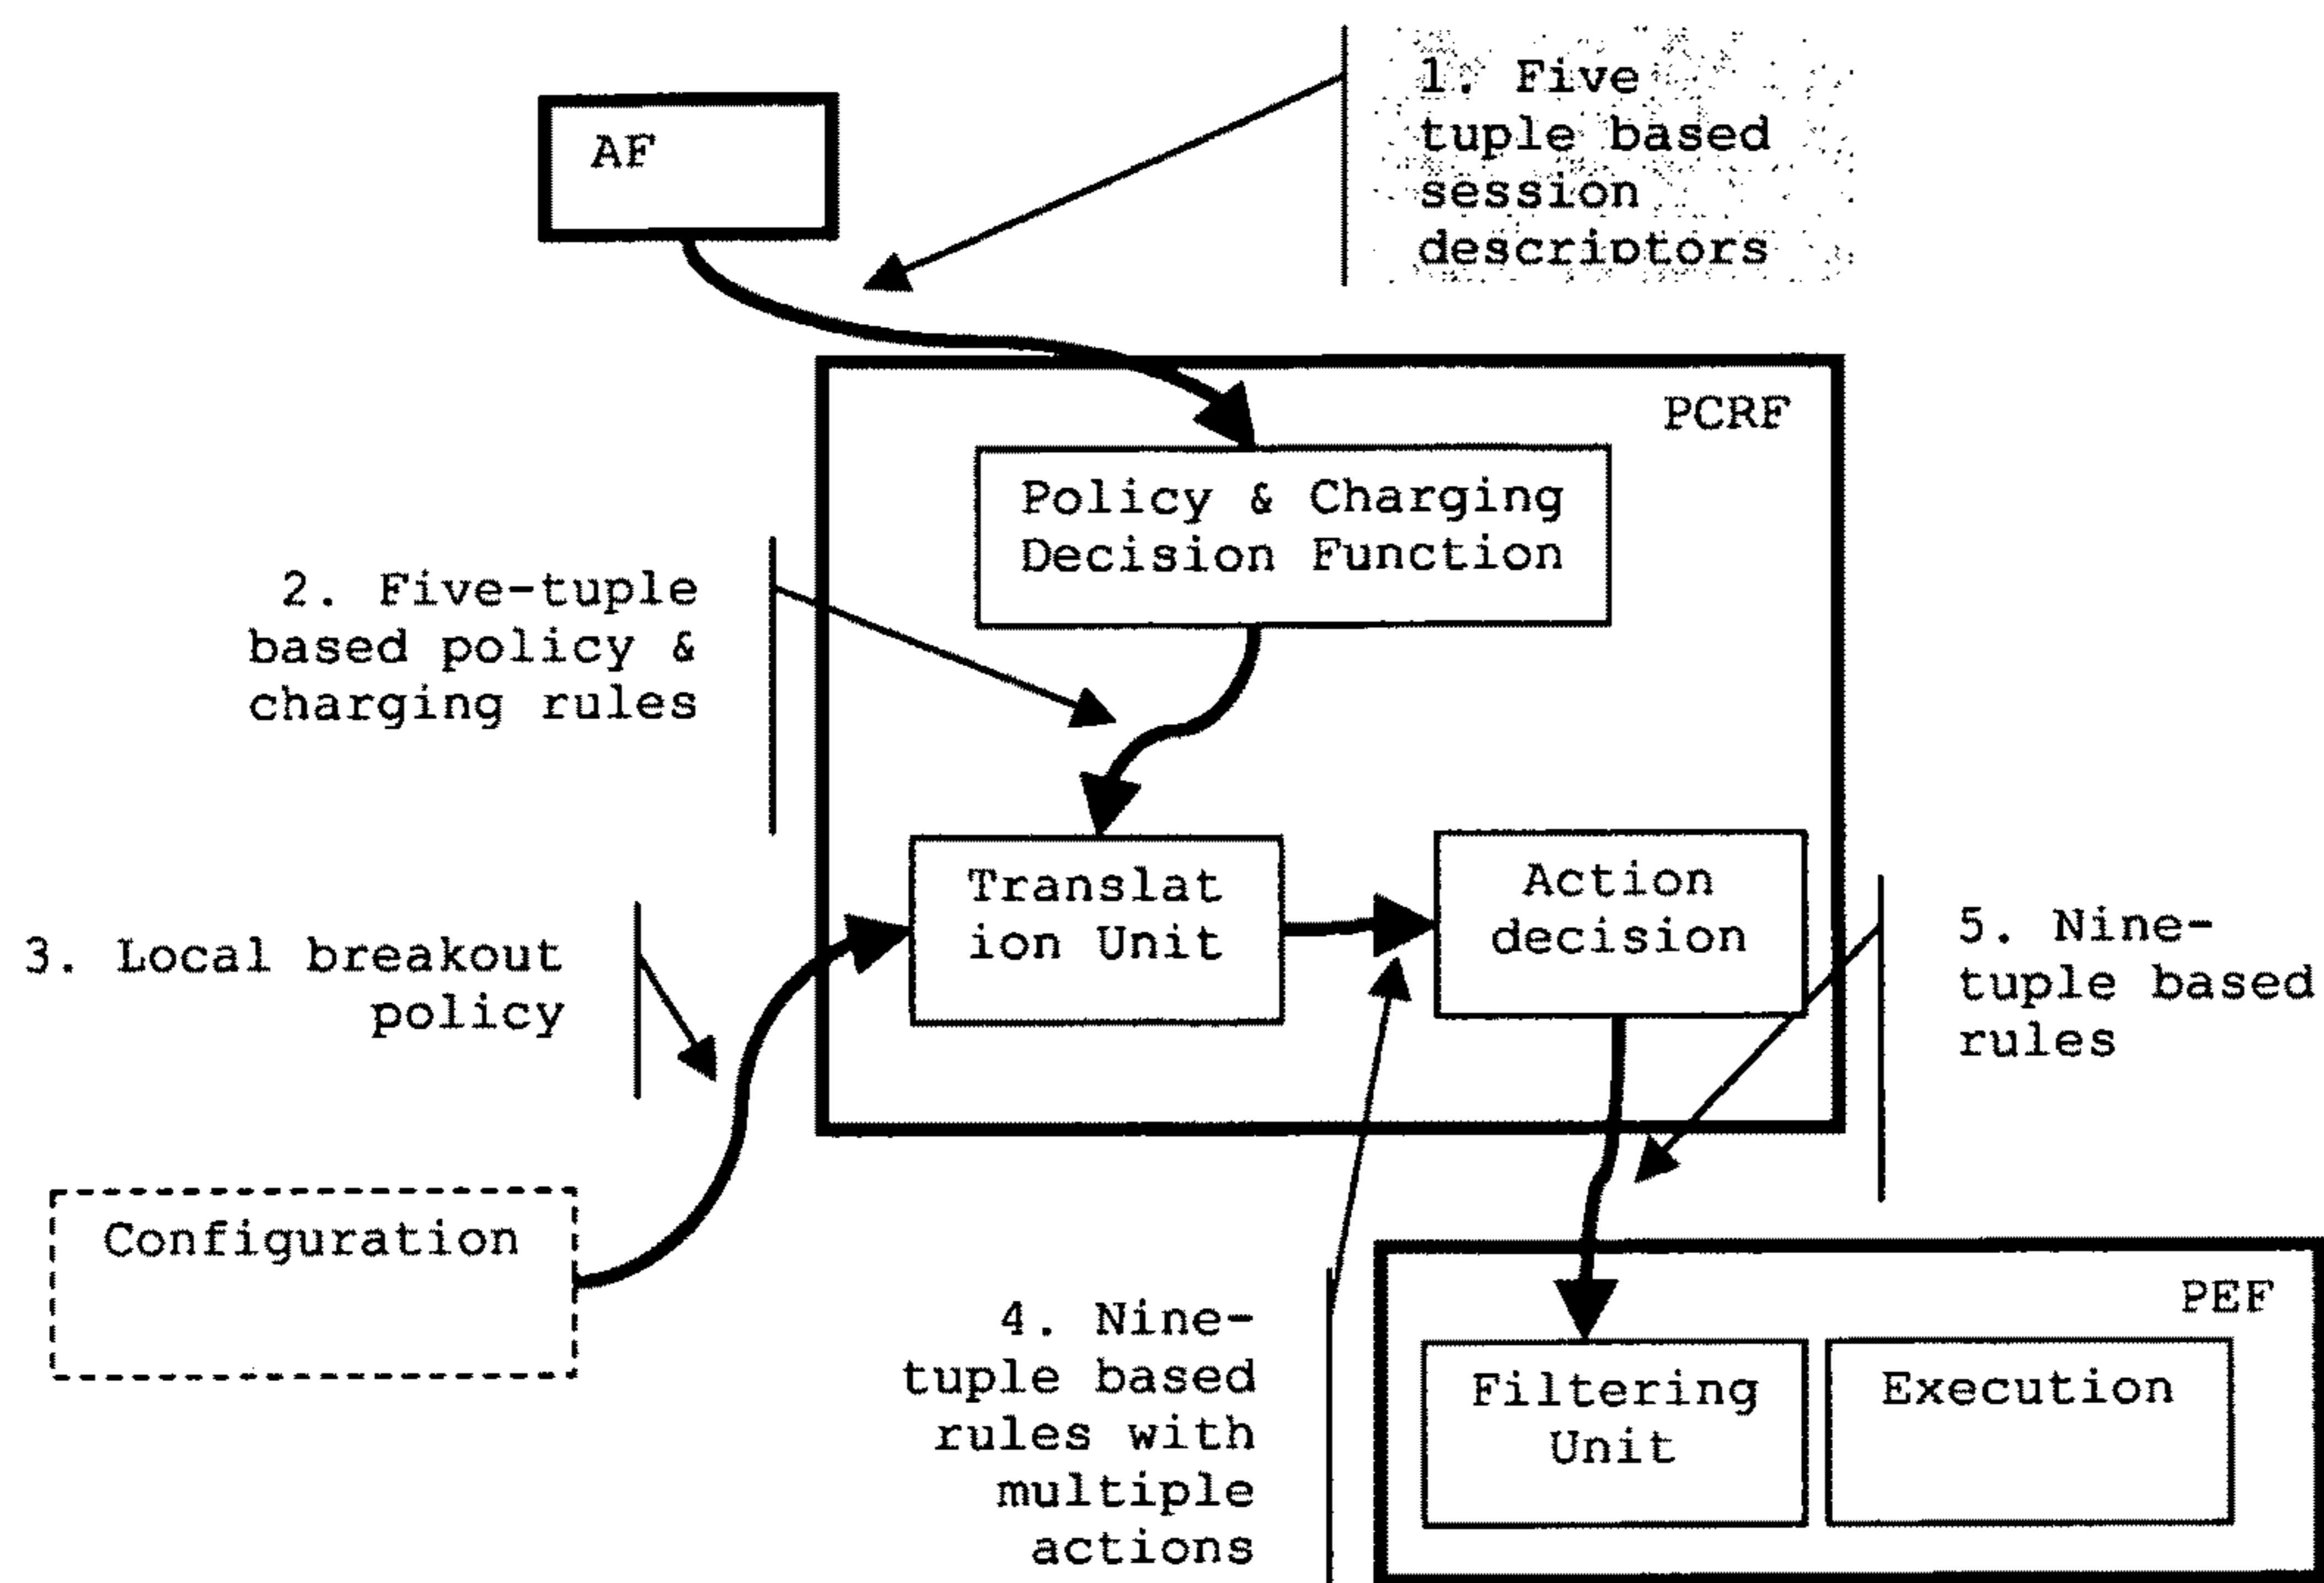 1. Five
tuple based
session
descriptors
AF
PCRF
Policy & Charging
Decision Function
2. Five-tuple
based policy &
charging rules
Translat
ion Unit
Action
decision
3. Local breakout
policy
5. Nine-
tuple based
rules
Configuration
4. Nine-
tuple based
rules with
multiple
actions
PEF
Filtering
Unit
Execution